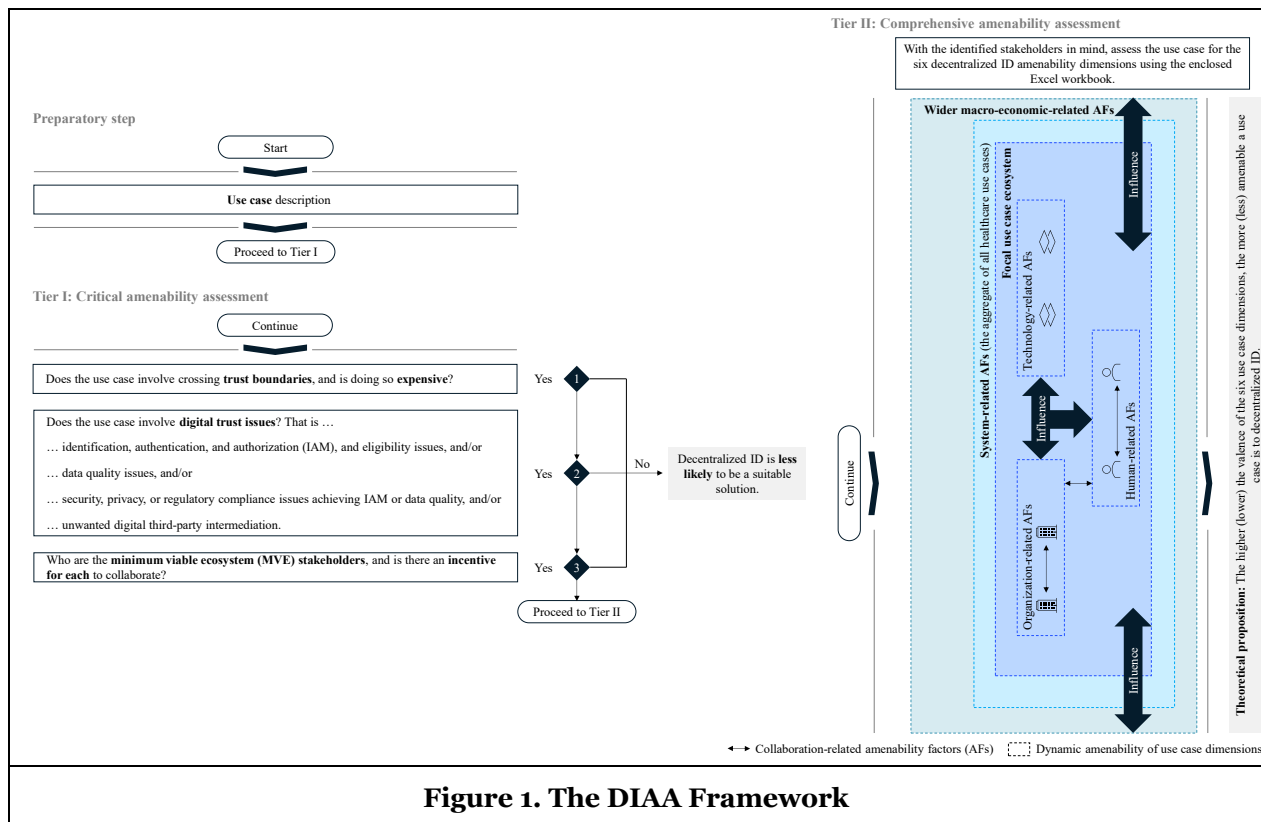 Preparatory step
Start
Use case description
Proceed to Tier I
Tier I: Critical amenability assessment
Continue
Does the use case involve crossing trust boundaries, and is doing so expensive?
Yes
1
Does the use case involve digital trust issues? That is …
… identification, authentication, and authorization (IAM), and eligibility issues, and/or
… data quality issues, and/or
… security, privacy, or regulatory compliance issues achieving IAM or data quality, and/or
… unwanted digital third-party intermediation.
Yes
2
No
Decentralized ID is less
likely to be a suitable
solution.
Who are the minimum viable ecosystem (MVE) stakeholders, and is there an incentive
for each to collaborate?
Yes
3
Proceed to Tier II
Tier II: Comprehensive amenability assessment
With the identified stakeholders in mind, assess the use case for the
six decentralized ID amenability dimensions using the enclosed
Excel workbook.
Continue
Wider macro-economic-related AFs
System-related AFs (the aggregate of all healthcare use cases)
Focal use case ecosystem
Technology-related AFs
Organization-related AFs
Human-related AFs
Influence
Influence
Influence
Theoretical proposition: The higher (lower) the valence of the six use case dimensions, the more (less) amenable a use
case is to decentralized ID.
Collaboration-related amenability factors (AFs)
Dynamic amenability of use case dimensions
Figure 1. The DIAA Framework